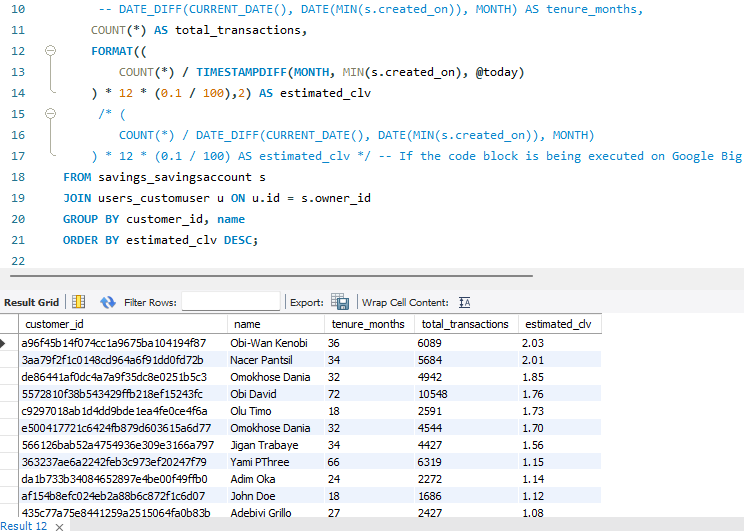 10 -- DATE_DIFF(CURRENT_DATE(), DATE(MIN(s.created_on)), MONTH) AS tenure_months,
11 COUNT(*) AS total_transactions,
12 FORMAT((
13 COUNT(*) / TIMESTAMPDIFF(MONTH, MIN(s.created_on), @today)
14 ) * 12 * (0.1 / 100),2) AS estimated_clv
15 /* (
16 COUNT(*) / DATE_DIFF(CURRENT_DATE(), DATE(MIN(s.created_on)), MONTH)
17 ) * 12 * (0.1 / 100) AS estimated_clv */ -- If the code block is being executed on Google Big
18 FROM savings_savingsaccount s
19 JOIN users_customuser u ON u.id = s.owner_id
20 GROUP BY customer_id, name
21 ORDER BY estimated_clv DESC;
22
Result Grid Filter Rows: Export: Wrap Cell Content: IA
customer_id name tenure_months total_transactions estimated_clv
a96f45b14f074cc1a9675ba104194f87 Obi-Wan Kenobi 36 6089 2.03
3aa79f2f1c0148cd964a6f91dd0fd72b Nacer Pantsil 34 5684 2.01
de86441af0dc4a7a9f35dc8e0251b5c3 Omokhose Dania 32 4942 1.85
5572810f38b543429ffb218ef15243fc Obi David 72 10548 1.76
c9297018ab1d4dd9bde1ea4fe0ce4f6a Olu Timo 18 2591 1.73
e500417721c6424fb879d603615a6d77 Omokhose Dania 32 4544 1.70
566126bab52a4754936e309e3166a797 Jigan Trabaye 34 4427 1.56
363237ae6a2242feb3c973ef20247f79 Yami PThree 66 6319 1.15
da1b733b34084652897e4be00f49ffb0 Adim Oka 24 2272 1.14
af154b8efc024eb2a88b6c872f1c6d07 John Doe 18 1686 1.12
435c77a75e8441259a2515064fa0b83b Adebiyi Grillo 27 2427 1.08
Result 12 ×